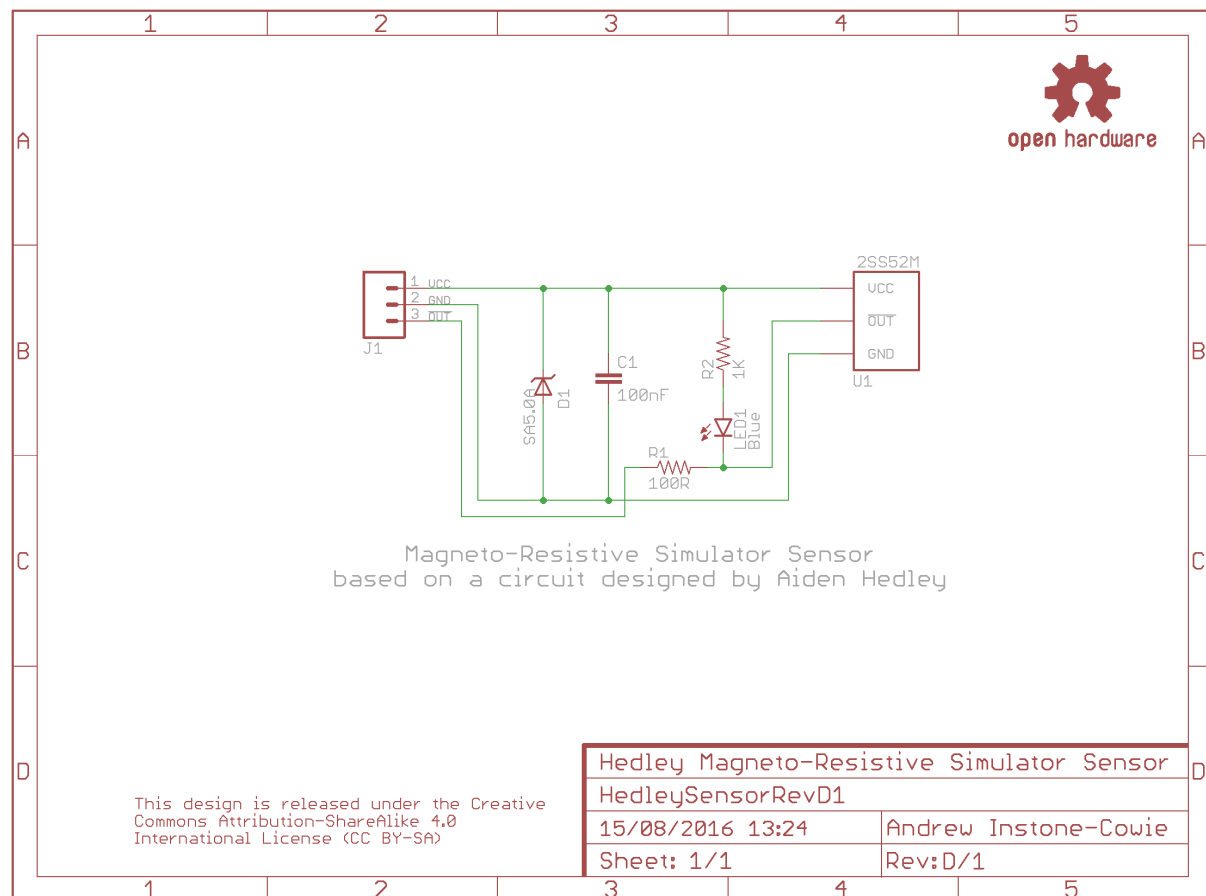 1 2 3 4 5
A A
B B
C C
D D
open hardware
J1
1 VCC
2 GND
3 OUT
SA5.0A
D1
C1
100nF
R2
1K
LED1
Blue
R1
100R
2SS52M
VCC
OUT
GND
U1
Magneto-Resistive Simulator Sensor
based on a circuit designed by Aiden Hedley
This design is released under the Creative
Commons Attribution-ShareAlike 4.0
International License (CC BY-SA)
Hedley Magneto-Resistive Simulator Sensor
HedleySensorRevD1
15/08/2016 13:24
Andrew Instone-Cowie
Sheet: 1/1
Rev:D/1
1 2 3 4 5